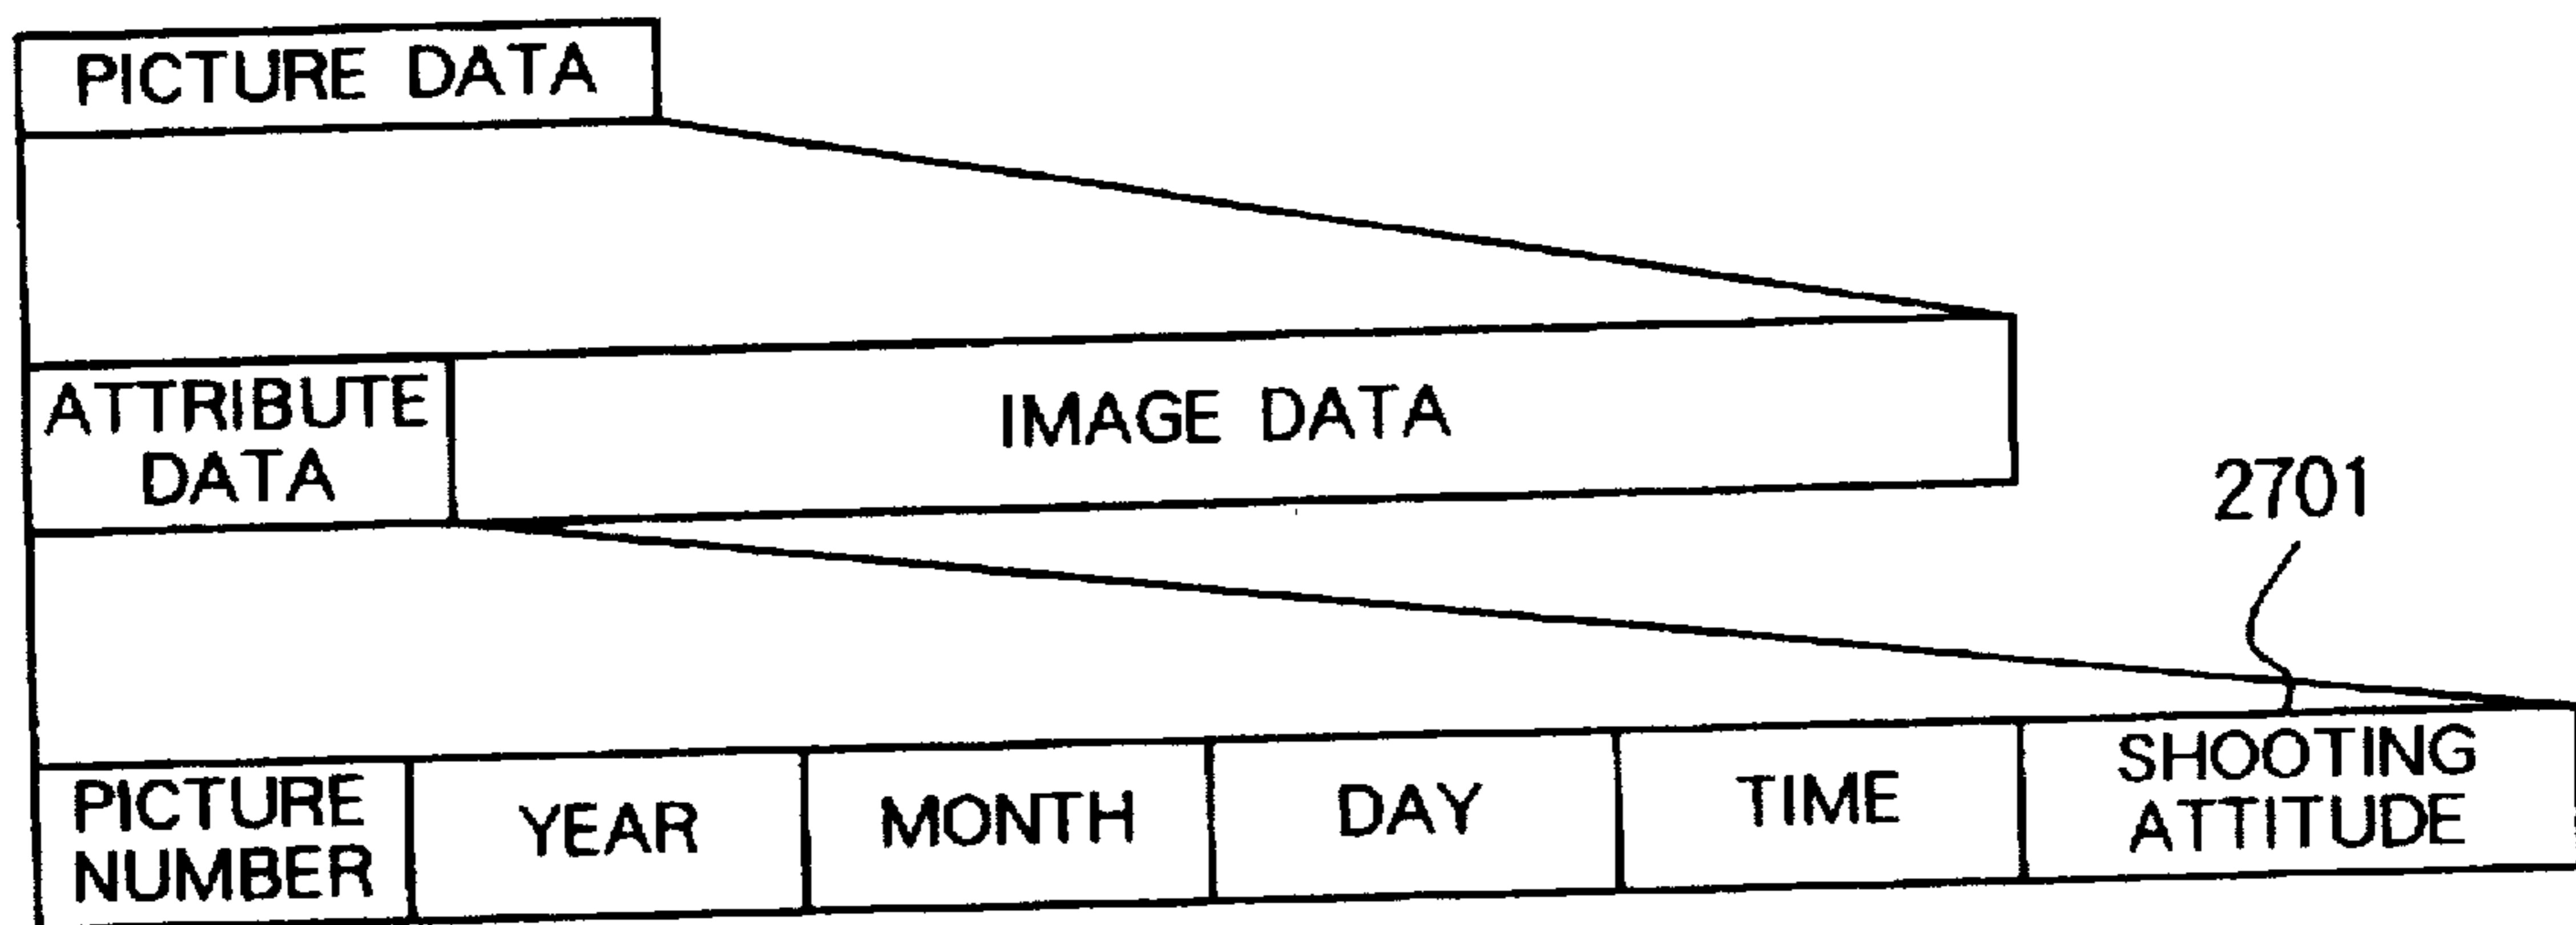 PICTURE DATA
ATTRIBUTE
DATA
IMAGE DATA
2701
PICTURE
NUMBER
YEAR
MONTH
DAY
TIME
SHOOTING
ATTITUDE